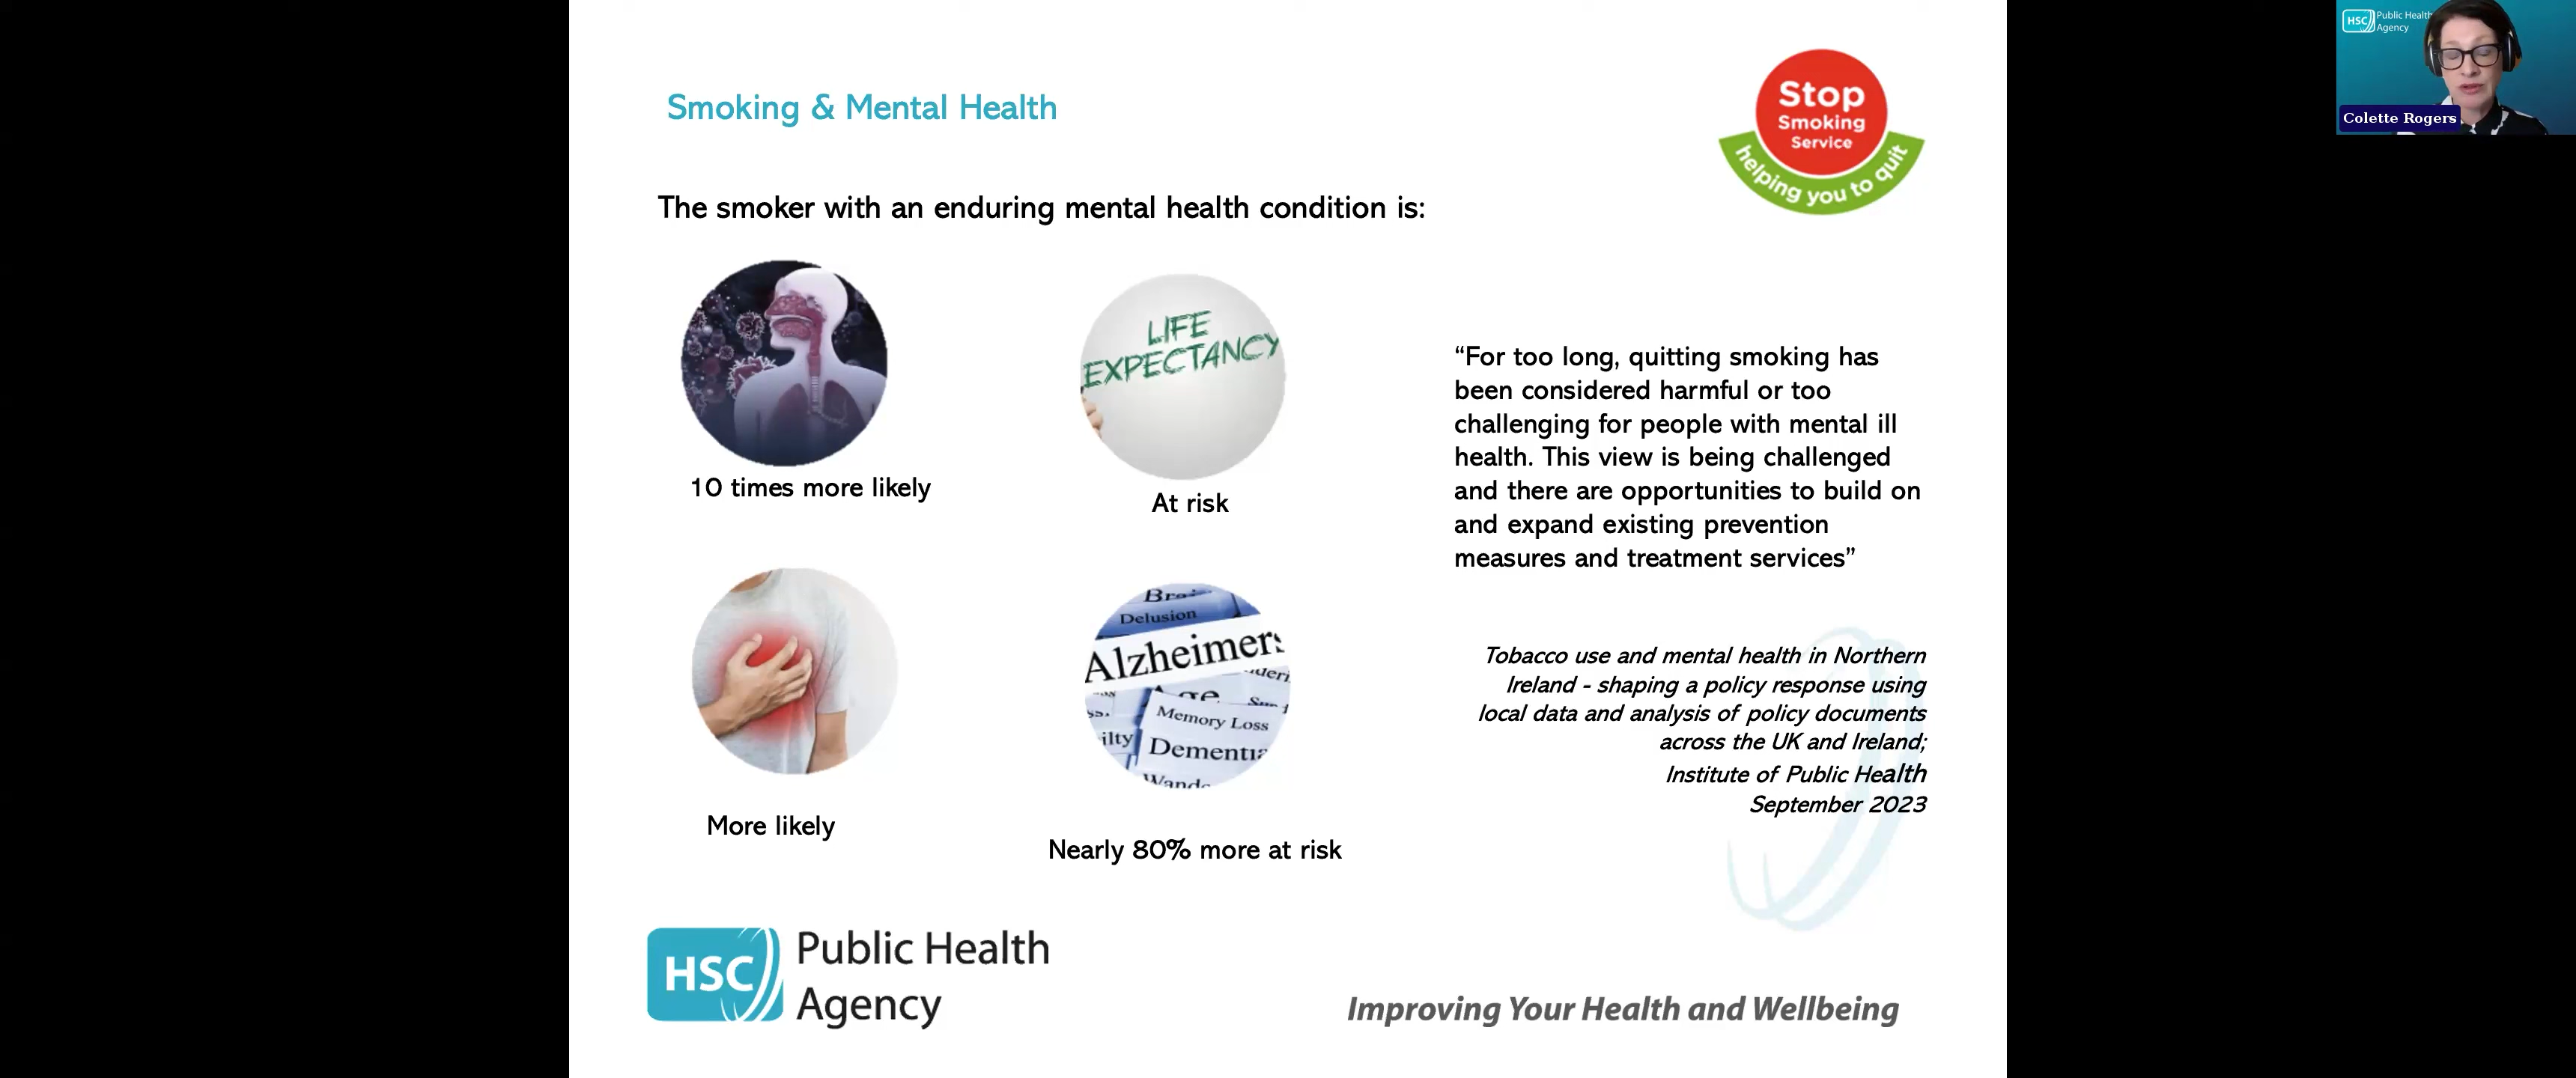 Smoking & Mental Health
Stop
Smoking
Service
helping you to quit
The smoker with an enduring mental health condition is:
LIFE
EXPECTANCY
10 times more likely
At risk
“For too long, quitting smoking has
been considered harmful or too
challenging for people with mental ill
health. This view is being challenged
and there are opportunities to build on
and expand existing prevention
measures and treatment services”
Delusion
Alzheimers
Age
Memory Loss
Dementia
More likely
Nearly 80% more at risk
Tobacco use and mental health in Northern
Ireland - shaping a policy response using
local data and analysis of policy documents
across the UK and Ireland;
Institute of Public Health
September 2023
HSC Public Health
Agency
Improving Your Health and Wellbeing
HSC Public Health
Agency
Colette Rogers